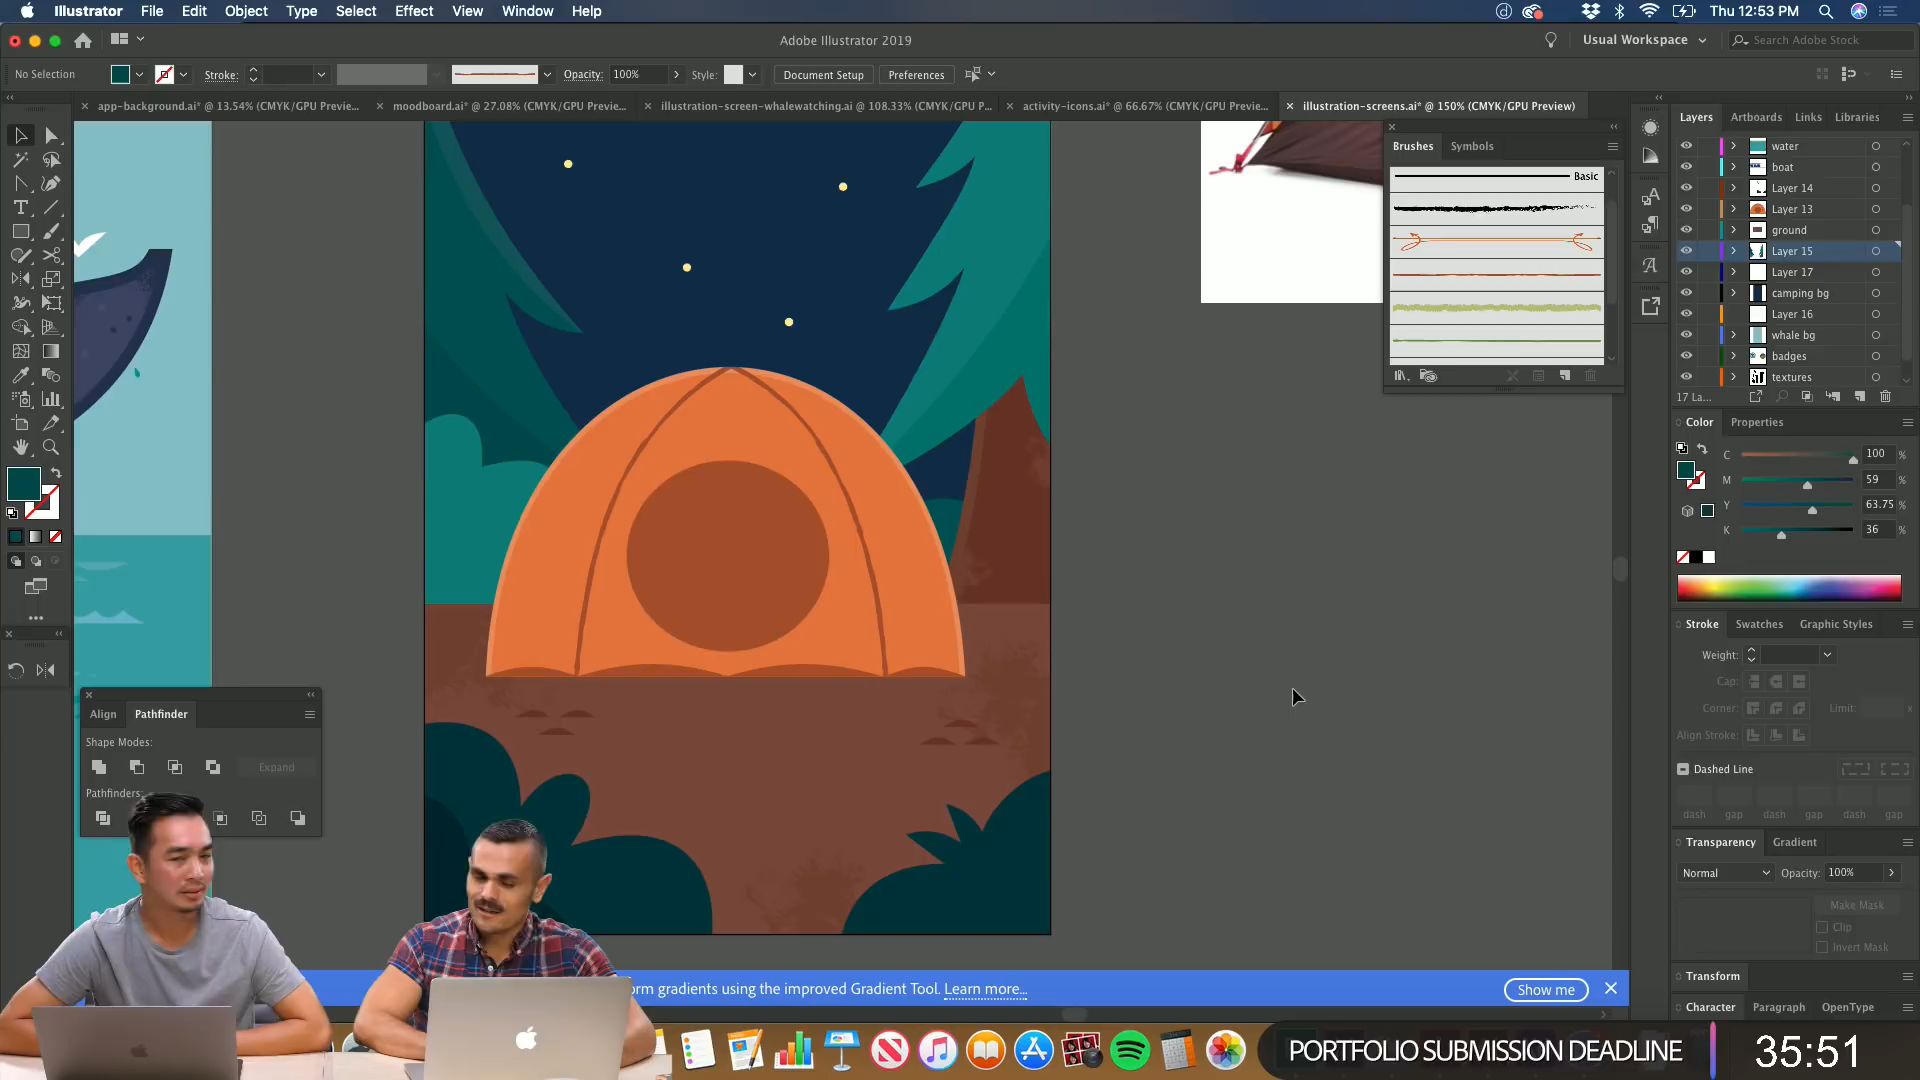 Illustrator File Edit Object Type Select Effect View Window Help
Thu 12:53 PM
Adobe Illustrator 2019
Usual Workspace
Search Adobe Stock
No Selection
Stroke:
Opacity: 100%
Style:
Document Setup
Preferences
app-background.ai* @ 13.54% (CMYK/GPU Previe...
moodboard.ai* @ 27.08% (CMYK/GPU Previe...
illustration-screen-whalewatching.ai @ 108.33% (CMYK/GPU P...
activity-icons.ai* @ 66.67% (CMYK/GPU Previe...
illustration-screens.ai* @ 150% (CMYK/GPU Preview)
Brushes Symbols
Basic
Layers Artboards Links Libraries
water
boat
Layer 14
Layer 13
ground
Layer 15
Layer 17
camping bg
Layer 16
whale bg
badges
textures
17 La...
Color Properties
C 100 %
M 59 %
Y 63.75 %
K 36 %
Stroke Swatches Graphic Styles
Weight:
Cap:
Corner: Limit: x
Align Stroke:
Dashed Line
dash gap dash gap dash gap
Transparency Gradient
Normal Opacity: 100%
Make Mask
Clip
Invert Mask
Transform
Character Paragraph OpenType
Align Pathfinder
Shape Modes:
Expand
Pathfinders:
orm gradients using the improved Gradient Tool. Learn more...
Show me
PORTFOLIO SUBMISSION DEADLINE 35:51